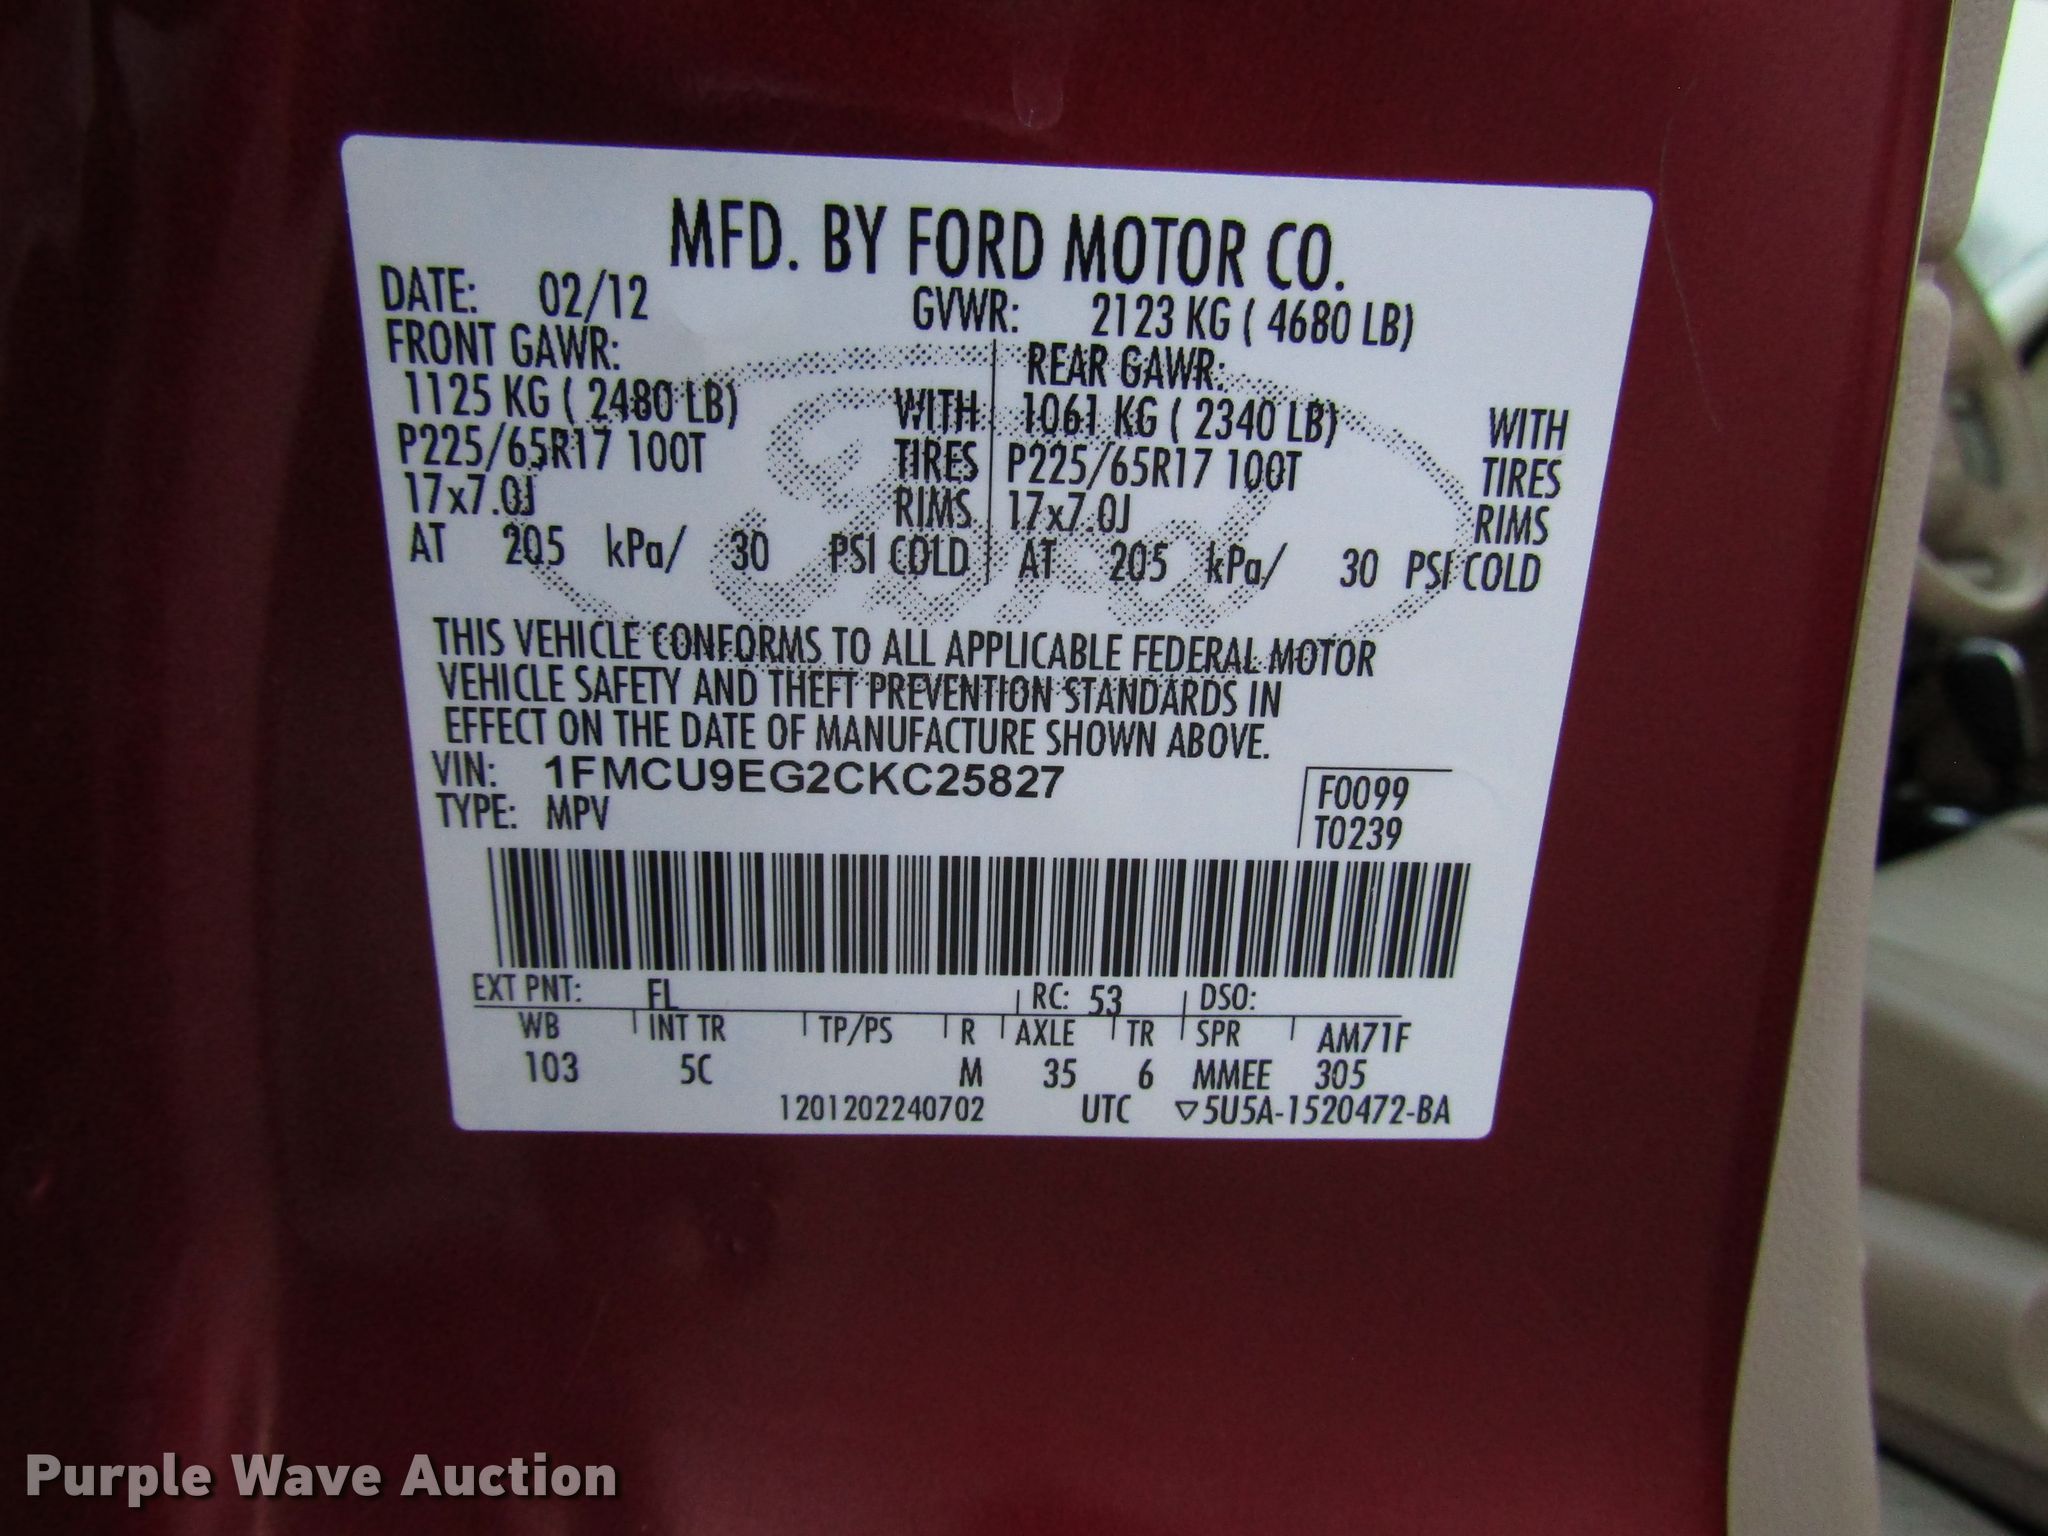 MFD. BY FORD MOTOR CO.
DATE: 02/12 GVWR: 2123 KG ( 4680 LB)
FRONT GAWR: REAR GAWR:
1125 KG ( 2480 LB) WITH 1061 KG ( 2340 LB) WITH
P225/65R17 100T TIRES P225/65R17 100T TIRES
17x7.0J RIMS 17x7.0J RIMS
AT 205 kPa/ 30 PSI COLD AT 205 kPa/ 30 PSI COLD
Ford
THIS VEHICLE CONFORMS TO ALL APPLICABLE FEDERAL MOTOR
VEHICLE SAFETY AND THEFT PREVENTION STANDARDS IN
EFFECT ON THE DATE OF MANUFACTURE SHOWN ABOVE.
VIN: 1FMCU9EG2CKC25827 F0099
TYPE: MPV T0239
EXT PNT: FL RC: 53 DSO:
WB INT TR TP/PS R AXLE TR SPR AM71F
103 5C M 35 6 MMEE 305
1201202240702 UTC ▽5U5A-1520472-BA
Purple Wave Auction